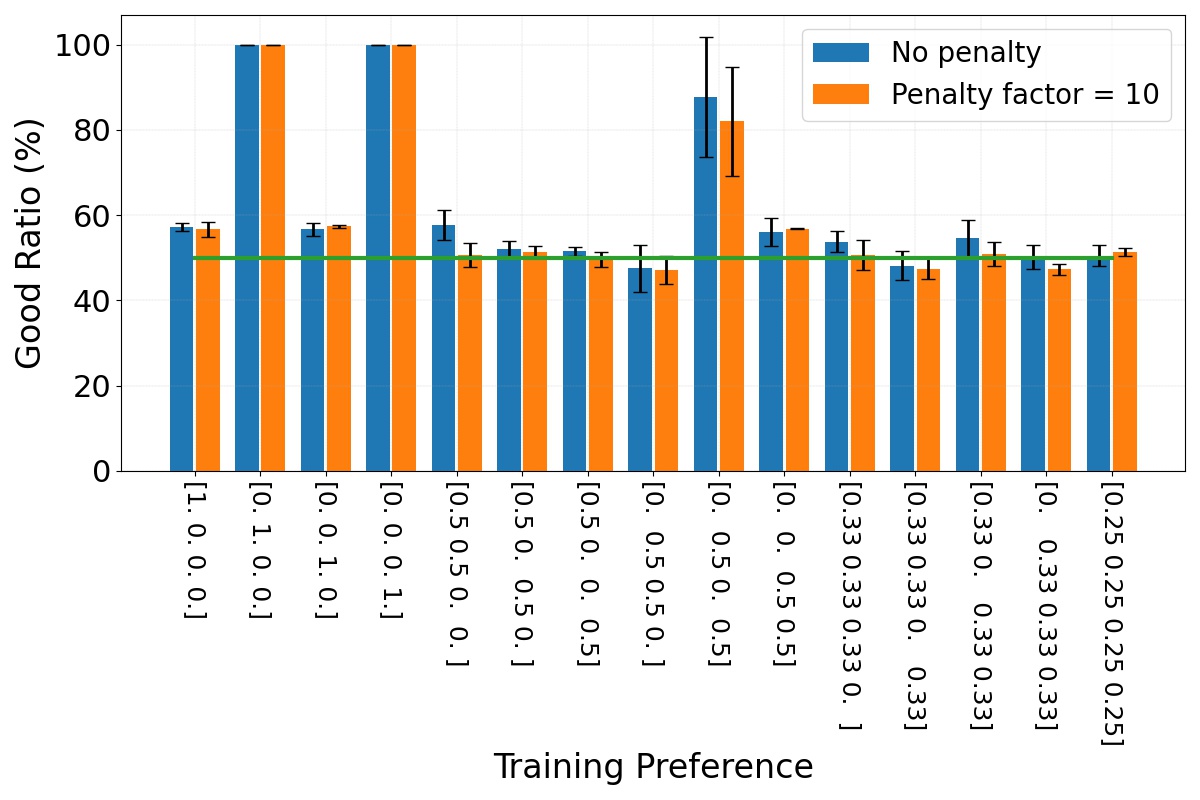 No penalty
Penalty factor = 10
Good Ratio (%)
100
80
60
40
20
0
[1. 0. 0. 0.]
[0. 1. 0. 0.]
[0. 0. 1. 0.]
[0. 0. 0. 1.]
[0.5 0.5 0.  0. ]
[0.5 0.  0.5 0. ]
[0.5 0.  0.  0.5]
[0.  0.5 0.5 0. ]
[0.  0.5 0.  0.5]
[0.  0.  0.5 0.5]
[0.33 0.33 0.33 0.  ]
[0.33 0.33 0.   0.33]
[0.33 0.   0.33 0.33]
[0.   0.33 0.33 0.33]
[0.25 0.25 0.25 0.25]
Training Preference